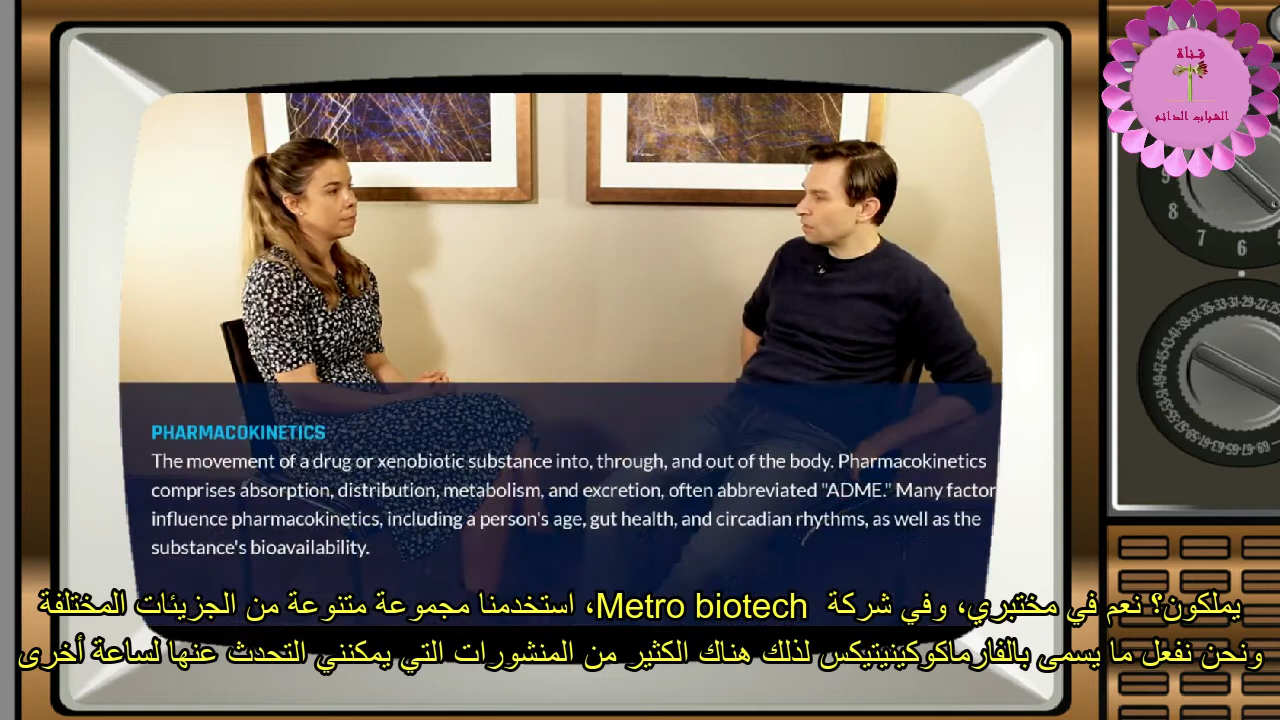 قناة
الشباب الدائم
8
7
6
PHARMACOKINETICS
The movement of a drug or xenobiotic substance into, through, and out of the body. Pharmacokinetics
comprises absorption, distribution, metabolism, and excretion, often abbreviated "ADME." Many factor
influence pharmacokinetics, including a person's age, gut health, and circadian rhythms, as well as the
substance's bioavailability.
يملكون؟ نعم في مختبري، وفي شركة Metro biotech، استخدمنا مجموعة متنوعة من الجزيئات المختلفة
ونحن نفعل ما يسمى بالفارماكوكينيتيكس لذلك هناك الكثير من المنشورات التي يمكنني التحدث عنها لساعة أخرى